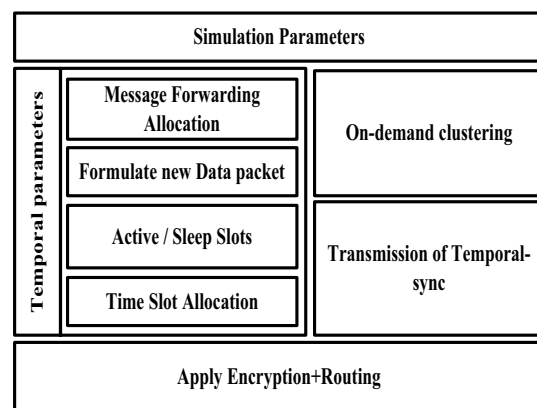 Simulation Parameters
Temporal parameters
Message Forwarding
Allocation
Formulate new Data packet
Active / Sleep Slots
Time Slot Allocation
On-demand clustering
Transmission of Temporal-
sync
Apply Encryption+Routing